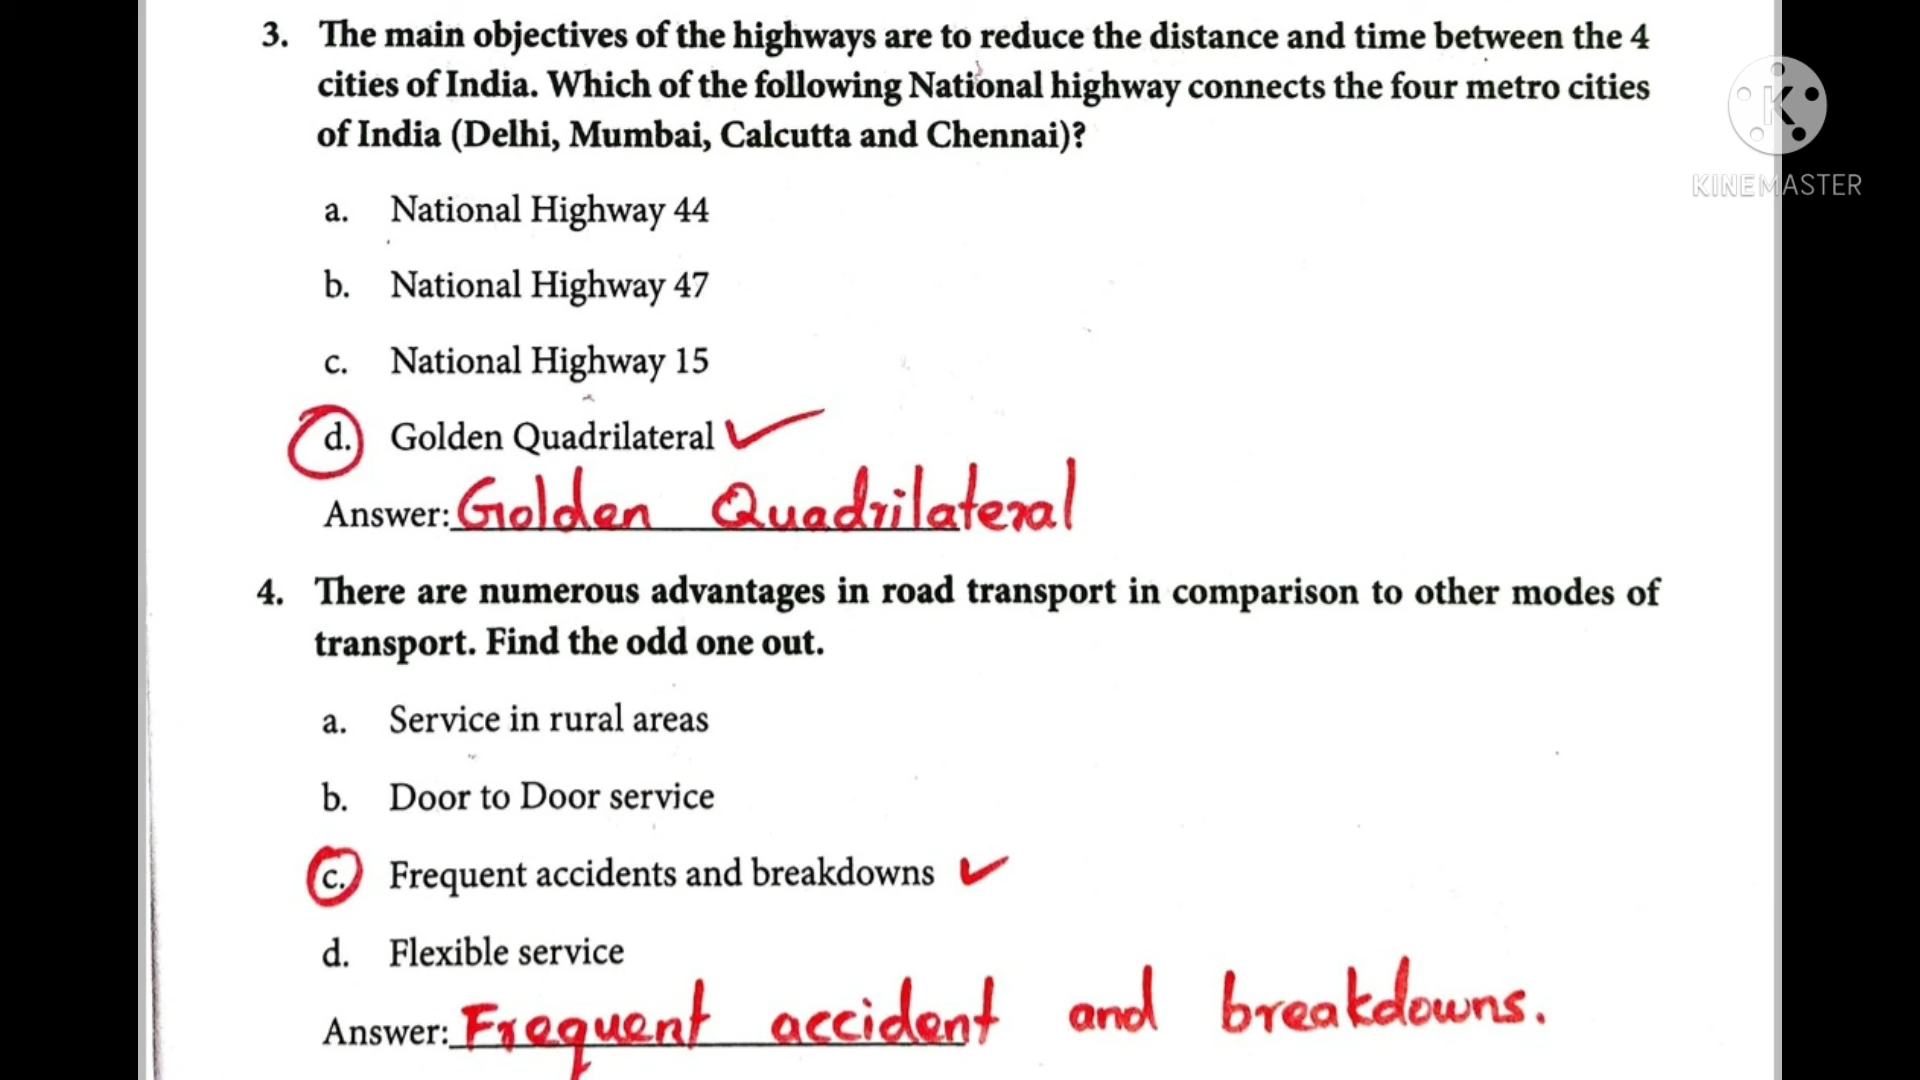 3. The main objectives of the highways are to reduce the distance and time between the 4
cities of India. Which of the following National highway connects the four metro cities
of India (Delhi, Mumbai, Calcutta and Chennai)?
K
KINEMASTER
a. National Highway 44
b. National Highway 47
c. National Highway 15
d. Golden Quadrilateral
Answer: Golden Quadrilateral
4. There are numerous advantages in road transport in comparison to other modes of
transport. Find the odd one out.
a. Service in rural areas
b. Door to Door service
c. Frequent accidents and breakdowns
d. Flexible service
Answer: Frequent accident and breakdowns.